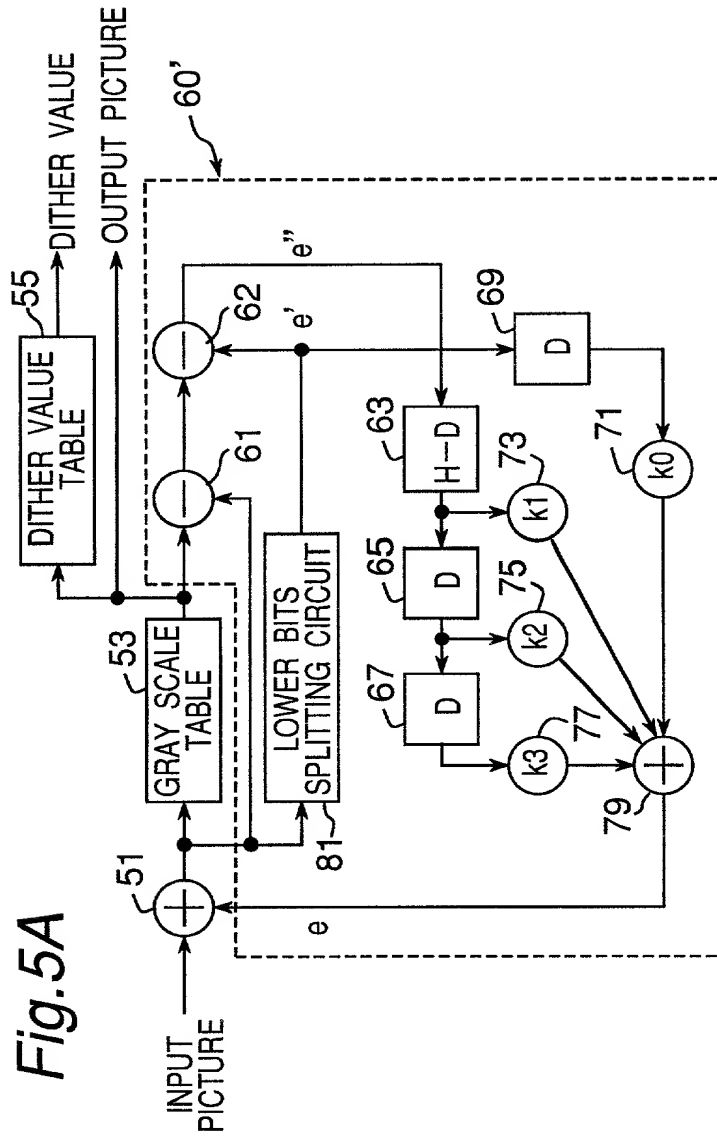 Fig.5A
INPUT
PICTURE
51
GRAY SCALE
TABLE
53
DITHER VALUE
TABLE
55
DITHER VALUE
OUTPUT PICTURE
60'
61
62
e'
e"
LOWER BITS
SPLITTING CIRCUIT
81
H-D
63
D
65
D
67
D
69
k0
71
k1
73
k2
75
k3
77
79
e